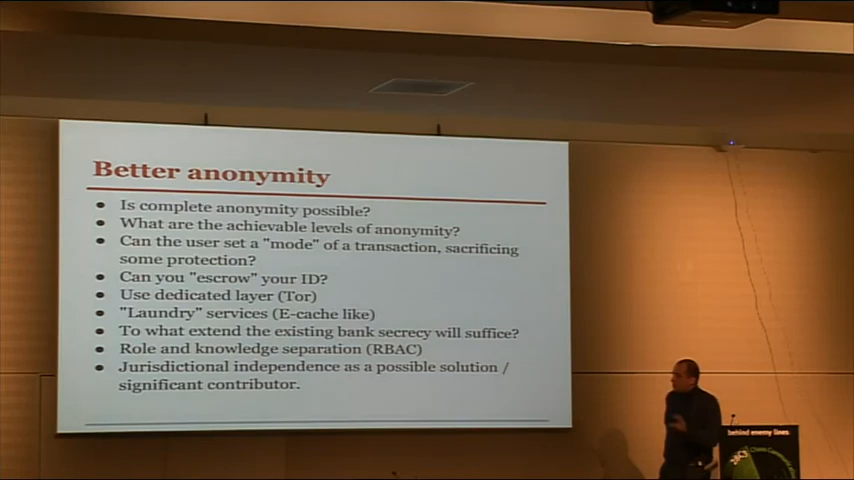 Better anonymity
Is complete anonymity possible?
What are the achievable levels of anonymity?
Can the user set a "mode" of a transaction, sacrificing
some protection?
Can you "escrow" your ID?
Use dedicated layer (Tor)
"Laundry" services (E-cache like)
To what extend the existing bank secrecy will suffice?
Role and knowledge separation (RBAC)
Jurisdictional independence as a possible solution /
significant contributor.
behind enemy lines